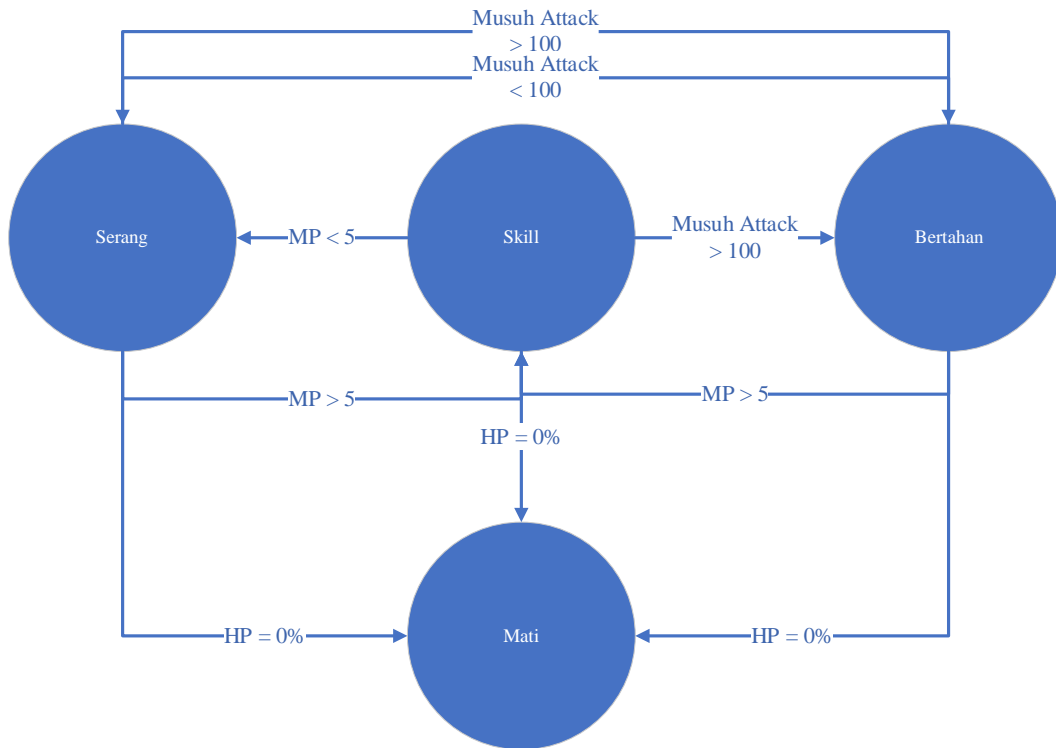 Musuh Attack
> 100
Musuh Attack
< 100
Serang
MP < 5
Skill
Musuh Attack
> 100
Bertahan
MP > 5
MP > 5
HP = 0%
HP = 0%
Mati
HP = 0%